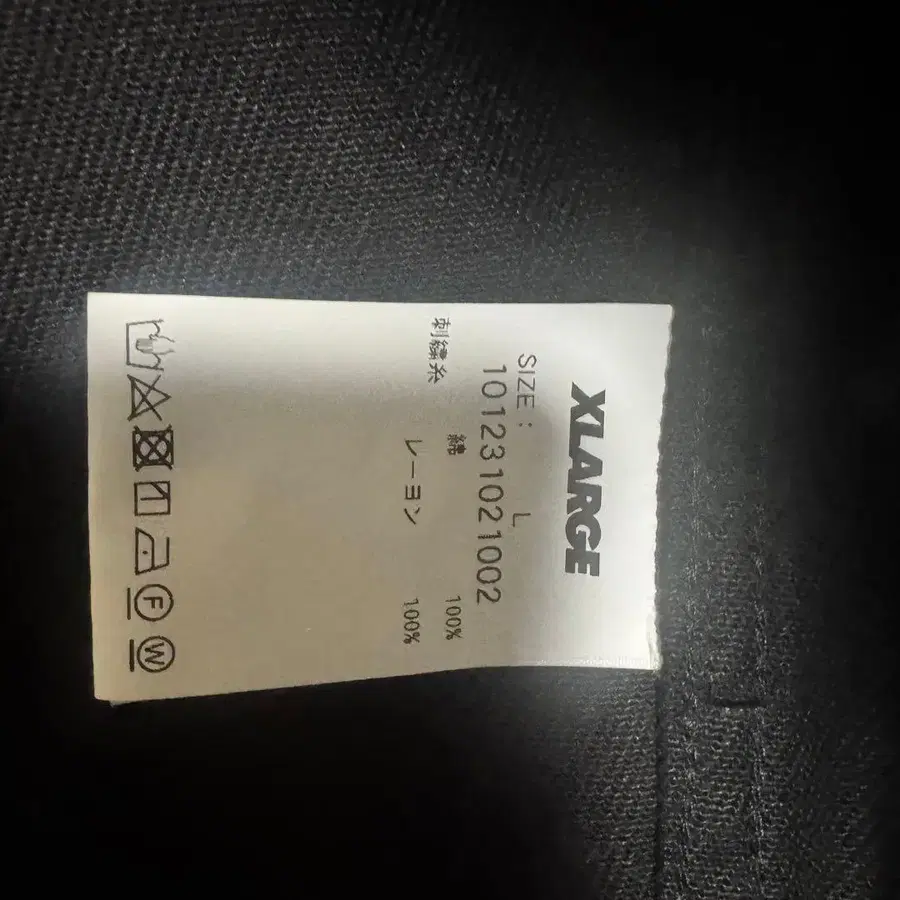 XLARGE
SIZE: L
101231021002
綿 100%
刺繍糸
レーヨン 100%
F W